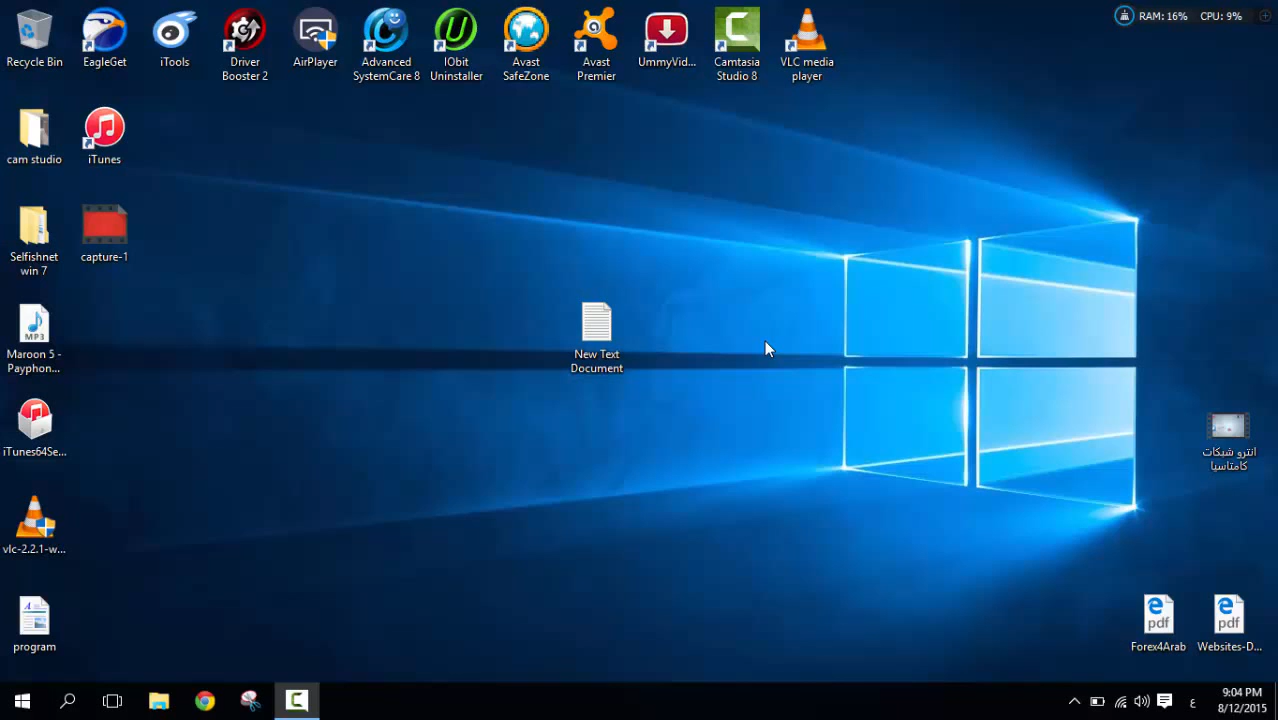 RAM: 16% CPU: 9%
Recycle Bin
EagleGet
iTools
Driver
Booster 2
AirPlayer
Advanced
SystemCare 8
IObit
Uninstaller
Avast
SafeZone
Avast
Premier
UmmyVid...
Camtasia
Studio 8
VLC media
player
cam studio
iTunes
Selfishnet
win 7
capture-1
MP3
Maroon 5 -
Payphon...
New Text
Document
iTunes64Se...
انترو شبكات
كامتاسيا
vlc-2.2.1-w...
program
pdf
Forex4Arab
pdf
Websites-D...
ع
9:04 PM
8/12/2015